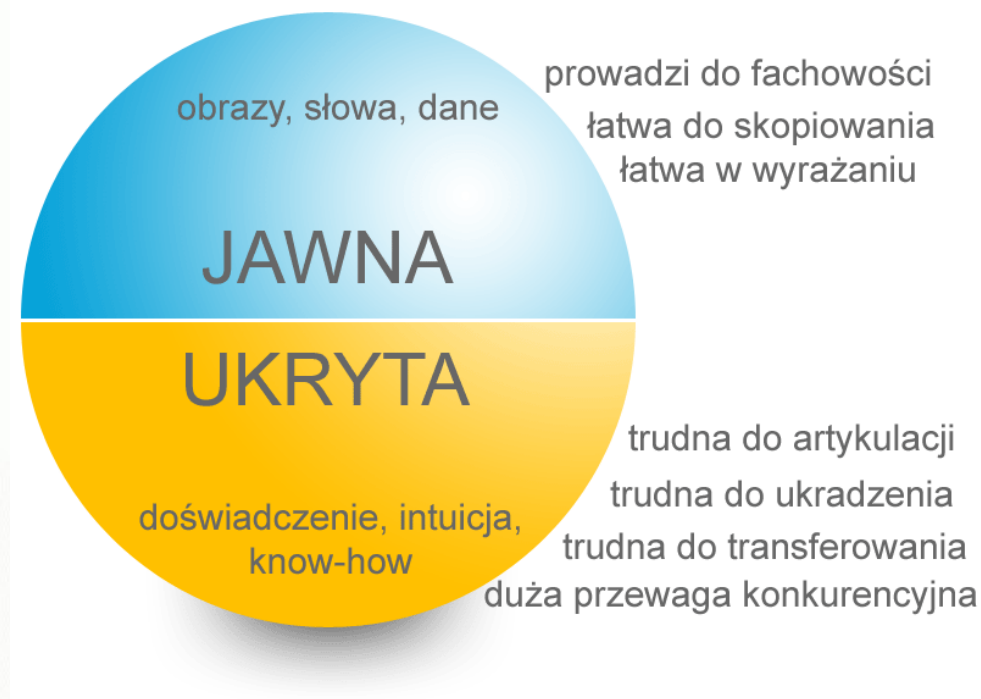 prowadzi do fachowości
obrazy, słowa, dane
łatwa do skopiowania
łatwa w wyrażaniu
JAWNA
UKRYTA
trudna do artykulacji
trudna do ukradzenia
doświadczenie, intuicja,
know-how
trudna do transferowania
duża przewaga konkurencyjna